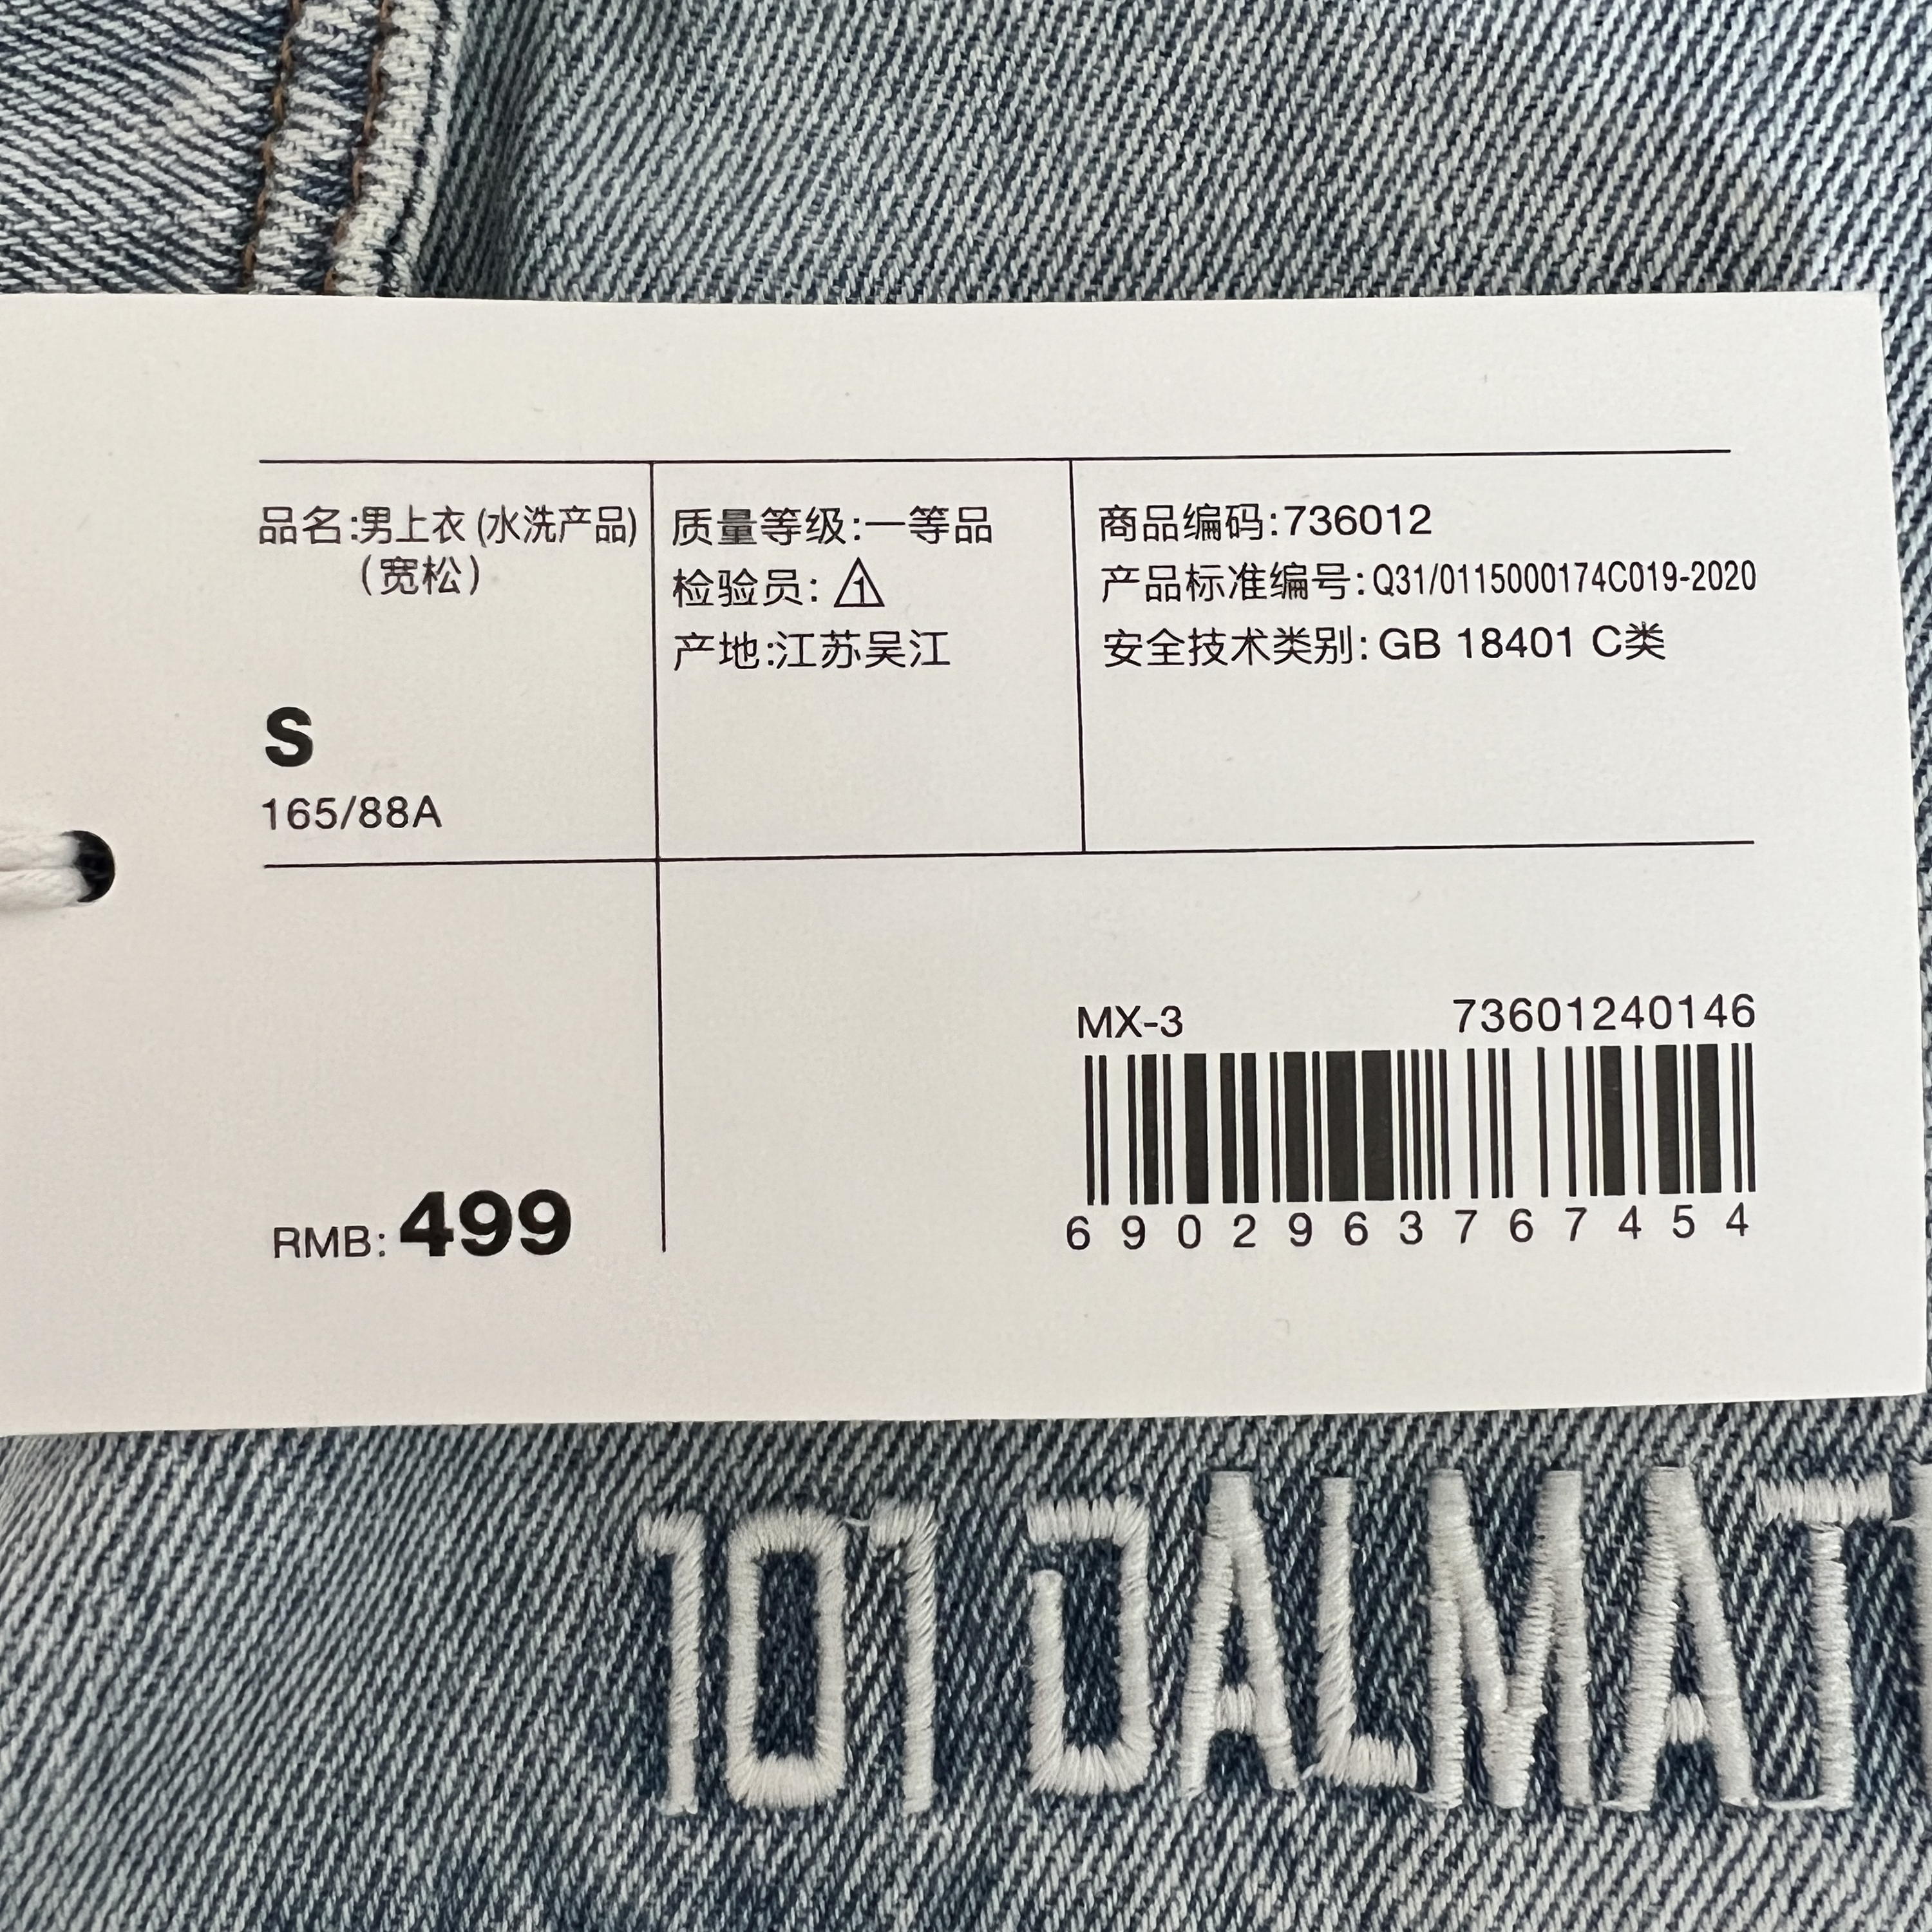 品名:男上衣(水洗产品)
(宽松)
S
165/88A
质量等级:一等品
检验员: 1
产地:江苏吴江
商品编码:736012
产品标准编号:Q31/0115000174C019-2020
安全技术类别: GB 18401 C类
RMB: 499
MX-3 73601240146
6902963767454
101 DALMAT